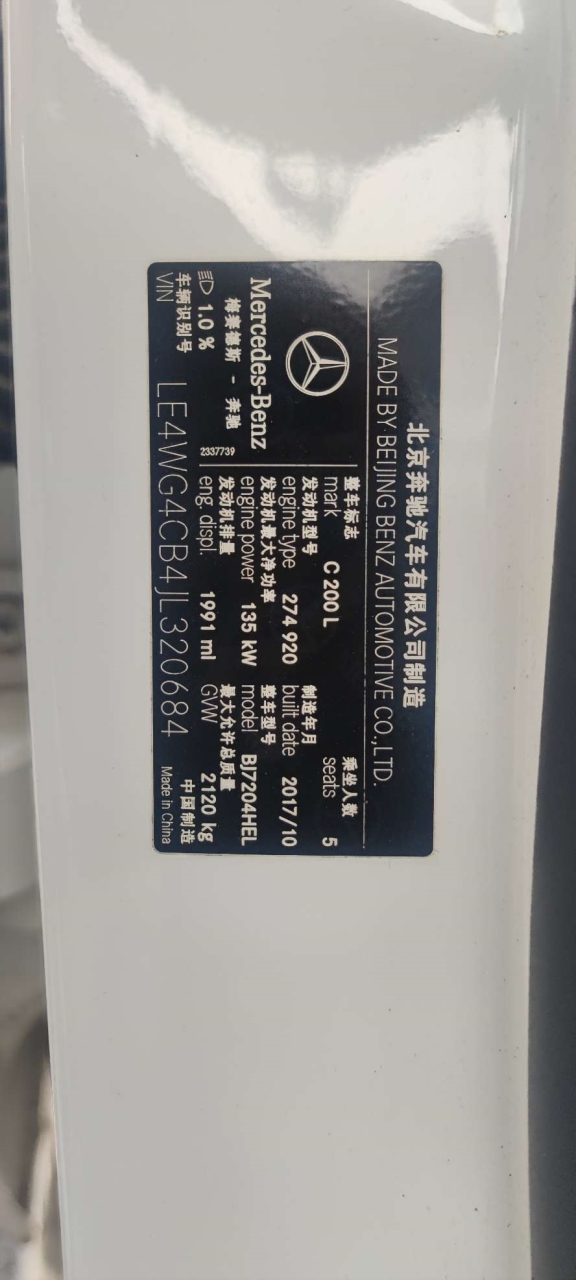 北京奔驰汽车有限公司制造
MADE BY BEIJING BENZ AUTOMOTIVE CO.,LTD.
整车标志
mark C 200 L
乘坐人数
seats 5
发动机型号
engine type 274 920
制造年月
built date 2017/10
发动机最大净功率
engine power 135 kW
整车型号
model BJ7204HEL
发动机排量
eng. displ. 1991 ml
最大允许总质量
GVW 2120 kg
Mercedes-Benz
梅赛德斯 - 奔驰
1.0 %
2337739
车辆识别号
VIN LE4WG4CB4JL320684
中国制造
Made in China